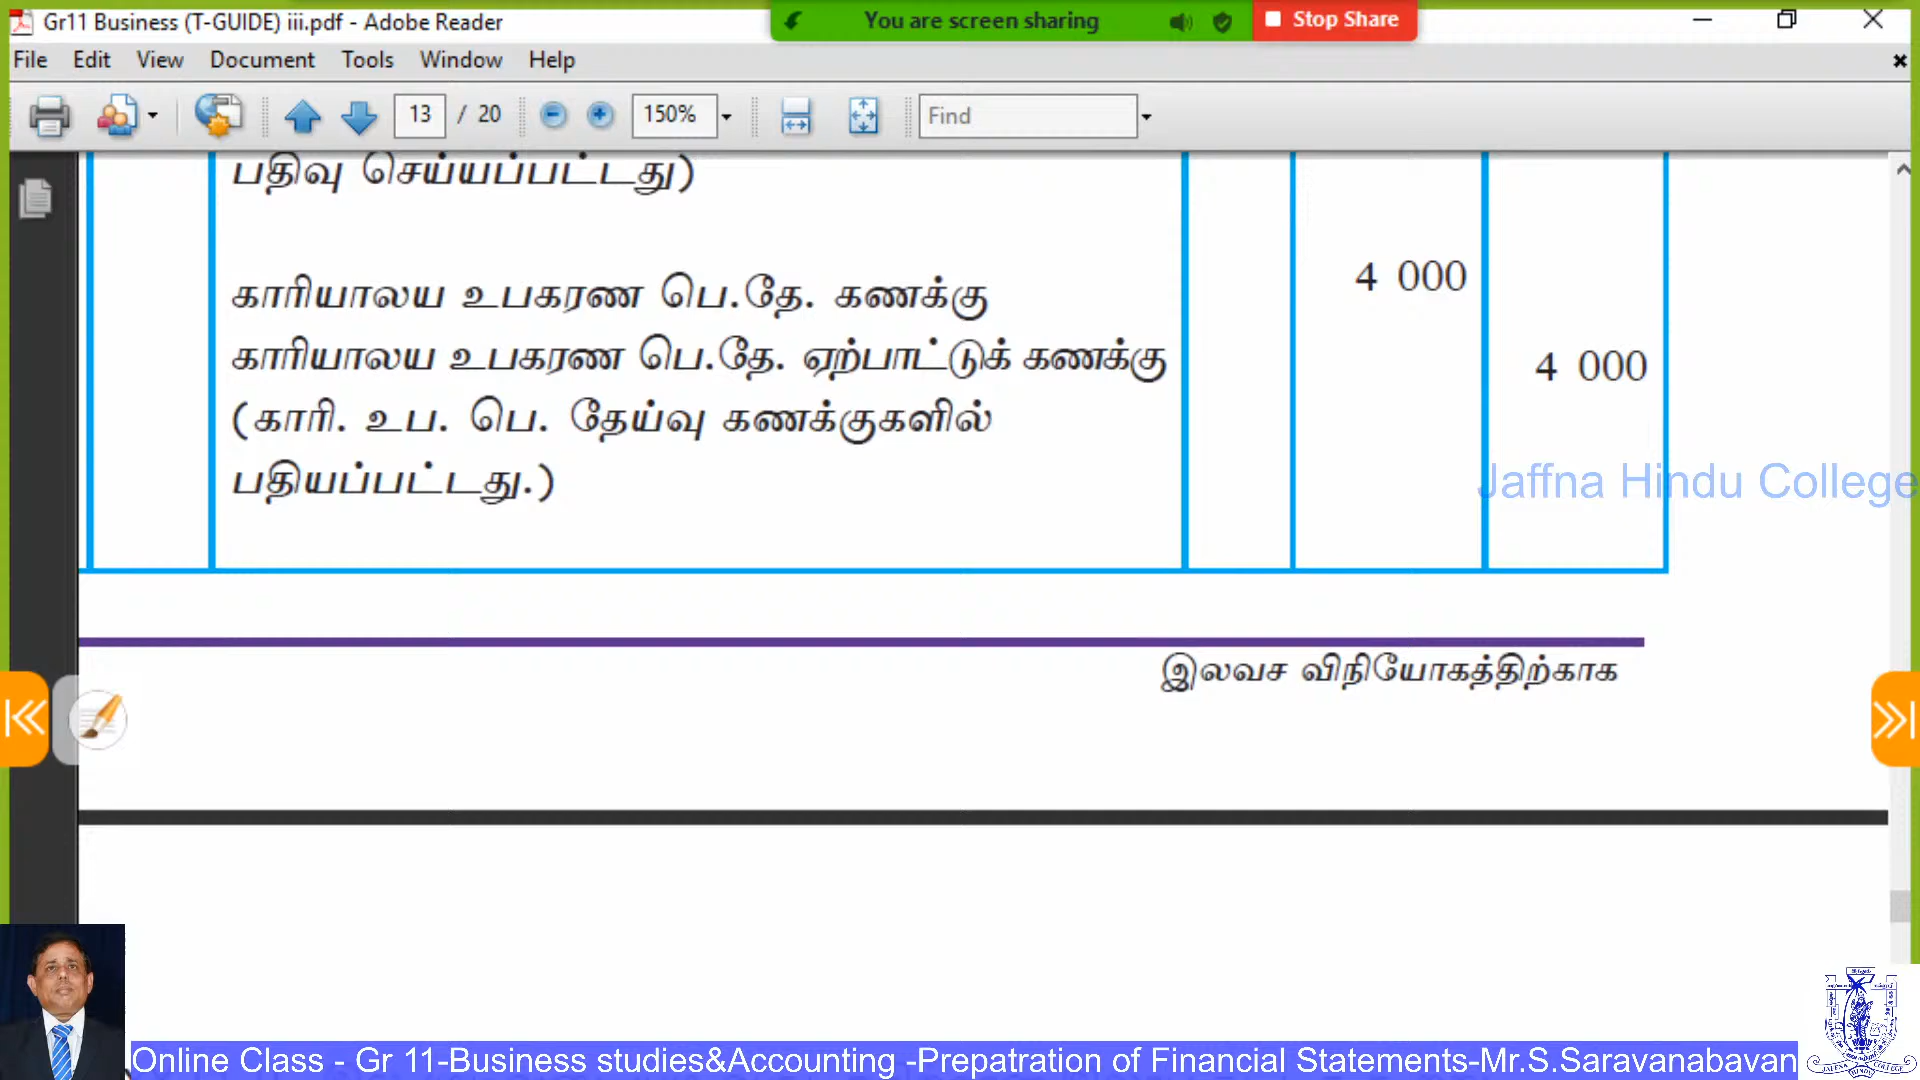 Gr11 Business (T-GUIDE) iii.pdf - Adobe Reader
You are screen sharing
Stop Share
File Edit View Document Tools Window Help
13 / 20
150%
Find
பதிவு செய்யப்பட்டது)
காரியாலய உபகரண பெ.தே. கணக்கு
4 000
காரியாலய உபகரண பெ.தே. ஏற்பாட்டுக் கணக்கு
4 000
(காரி. உப. பெ. தேய்வு கணக்குகளில்
பதியப்பட்டது.)
Jaffna Hindu College
இலவச விநியோகத்திற்காக
Online Class - Gr 11-Business studies&Accounting -Prepatration of Financial Statements-Mr.S.Saravanabavan